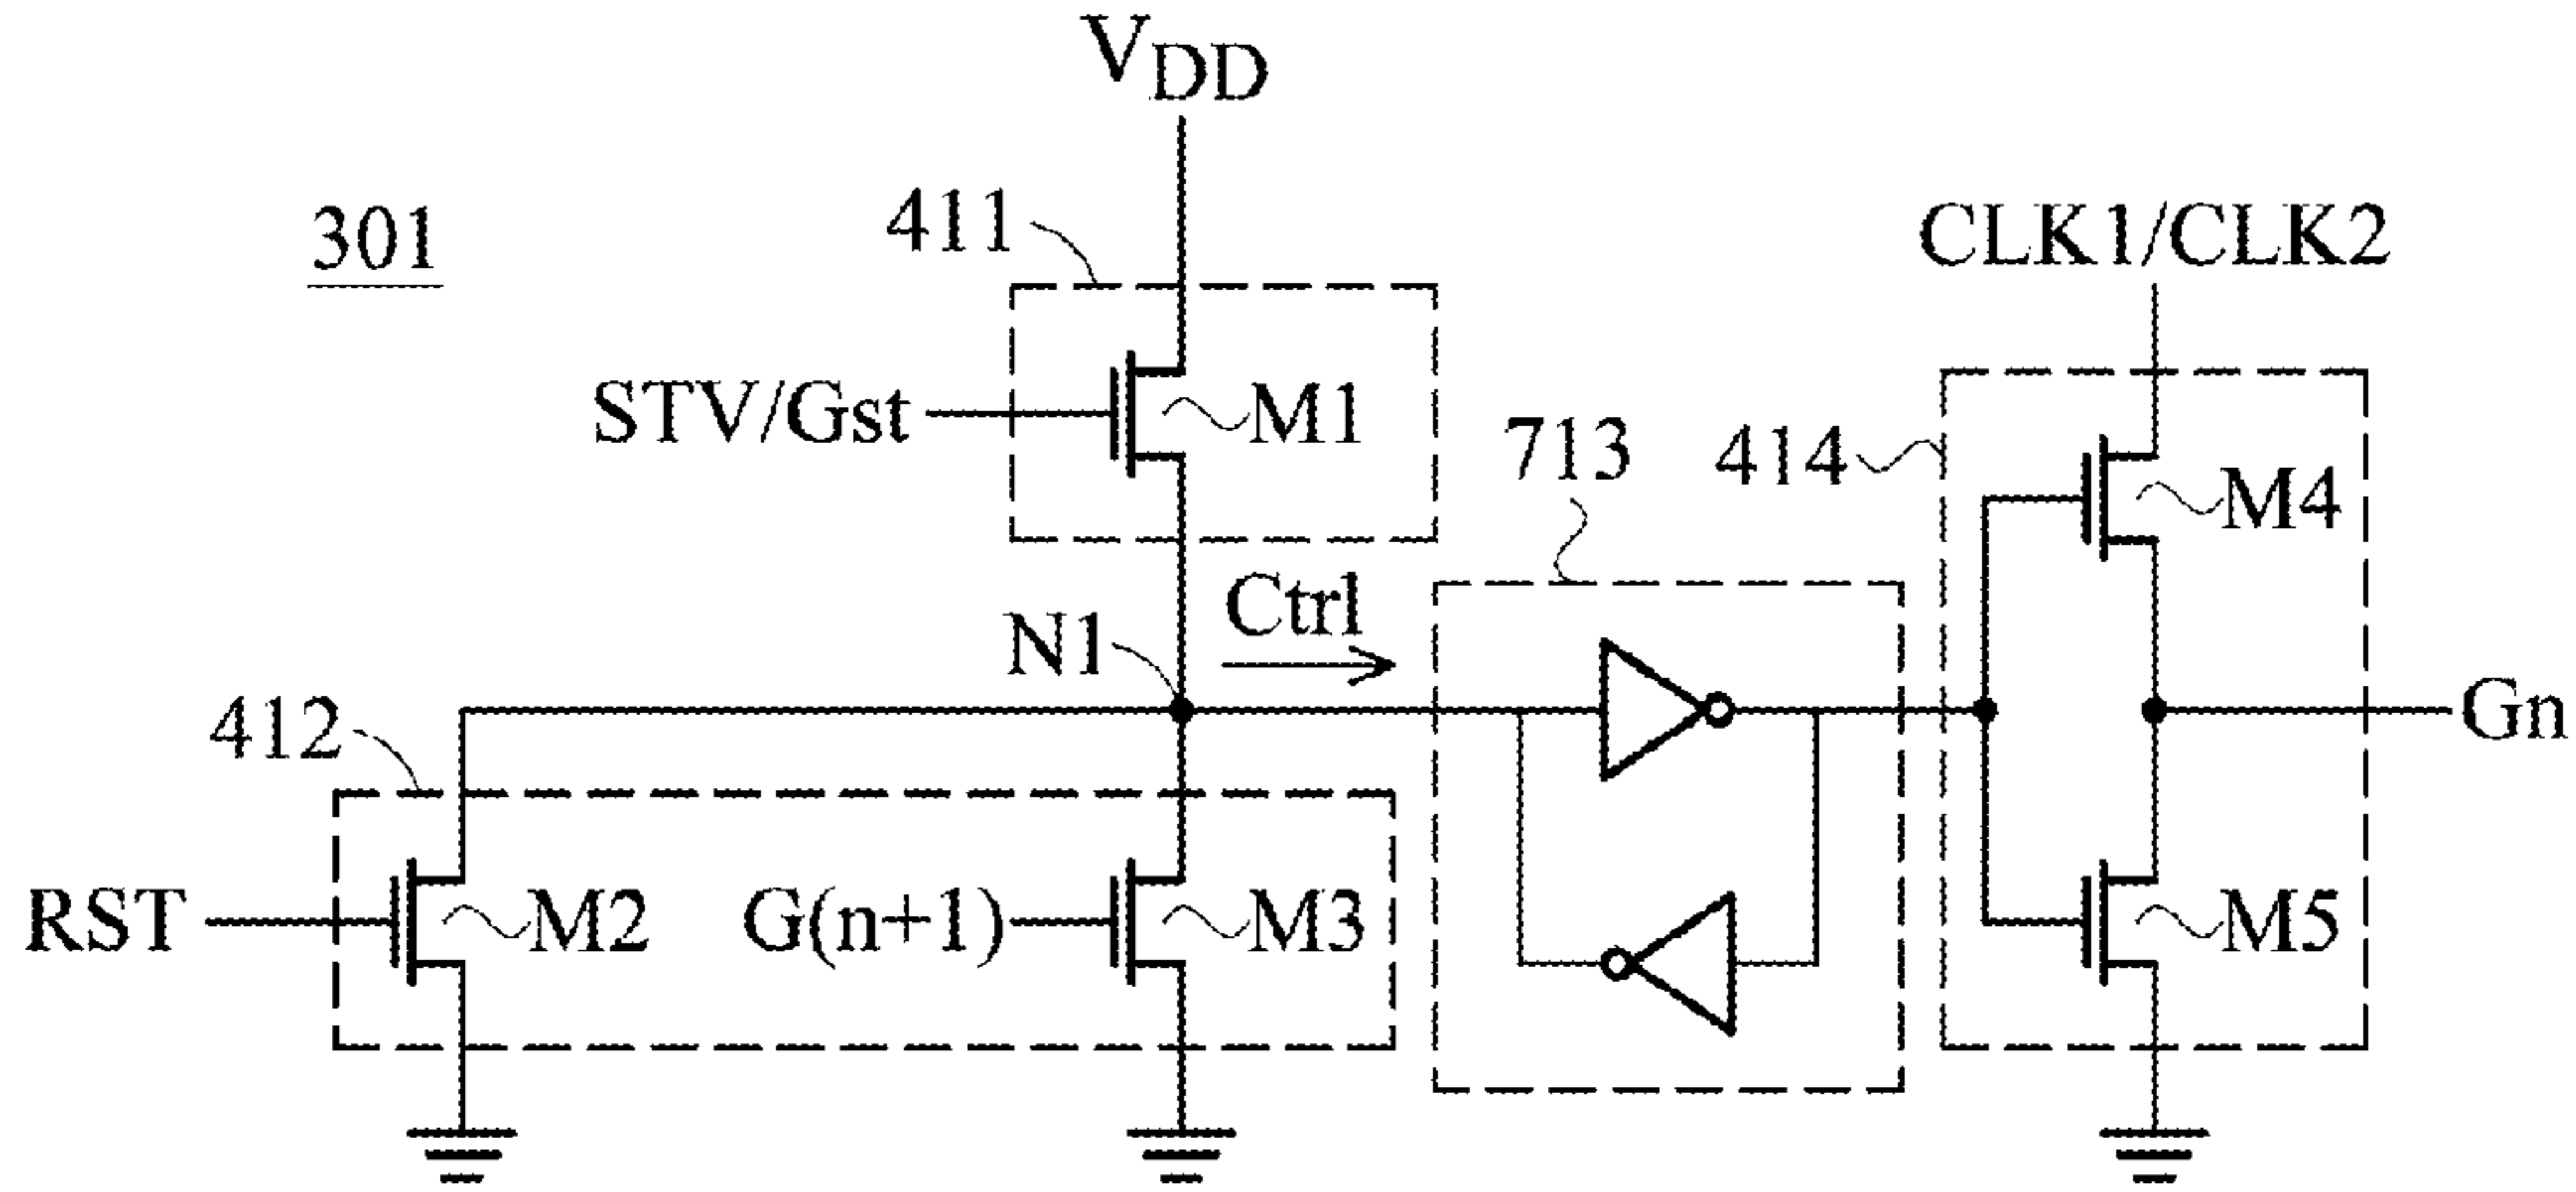 VDD
301
411
CLK1/CLK2
STV/Gst
M1
713
414
M4
Ctrl
N1
412
Gn
RST
M2
G(n+1)
M3
M5